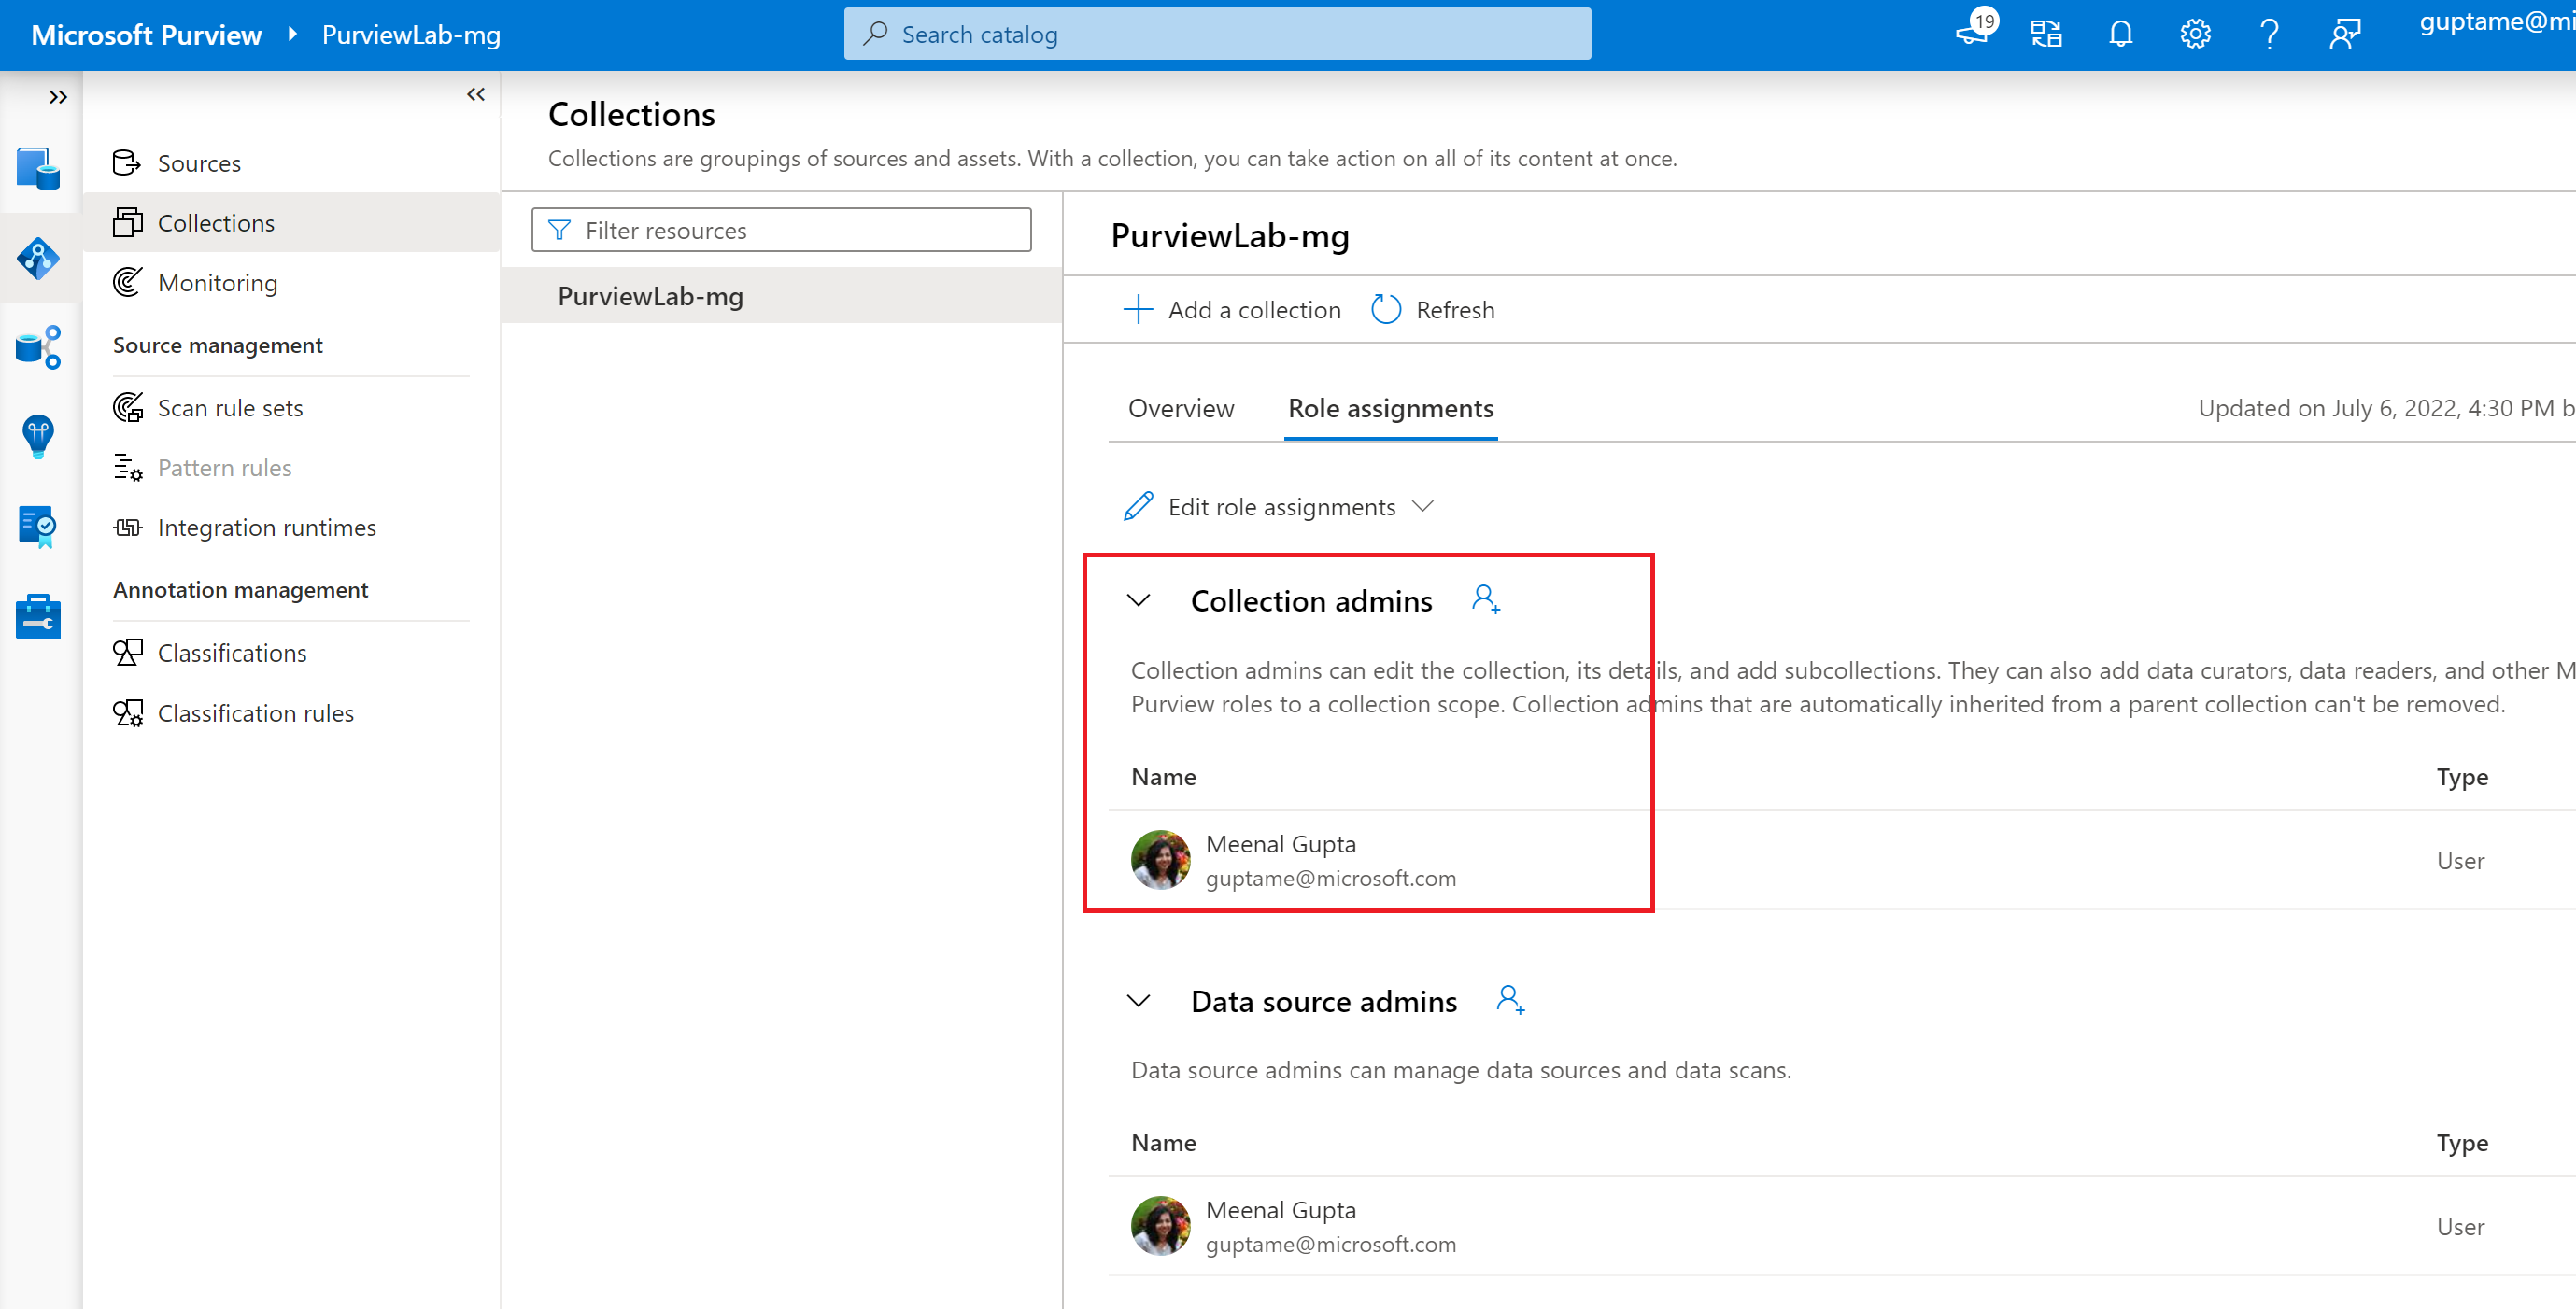 Microsoft Purview PurviewLab-mg
Search catalog
19
guptame@mi
Sources
Collections
Monitoring
Source management
Scan rule sets
Pattern rules
Integration runtimes
Annotation management
Classifications
Classification rules
Collections
Collections are groupings of sources and assets. With a collection, you can take action on all of its content at once.
Filter resources
PurviewLab-mg
PurviewLab-mg
Add a collection Refresh
Overview Role assignments Updated on July 6, 2022, 4:30 PM b
Edit role assignments
Collection admins
Collection admins can edit the collection, its details, and add subcollections. They can also add data curators, data readers, and other M
Purview roles to a collection scope. Collection admins that are automatically inherited from a parent collection can't be removed.
Name Type
Meenal Gupta
guptame@microsoft.com
User
Data source admins
Data source admins can manage data sources and data scans.
Name Type
Meenal Gupta
guptame@microsoft.com
User